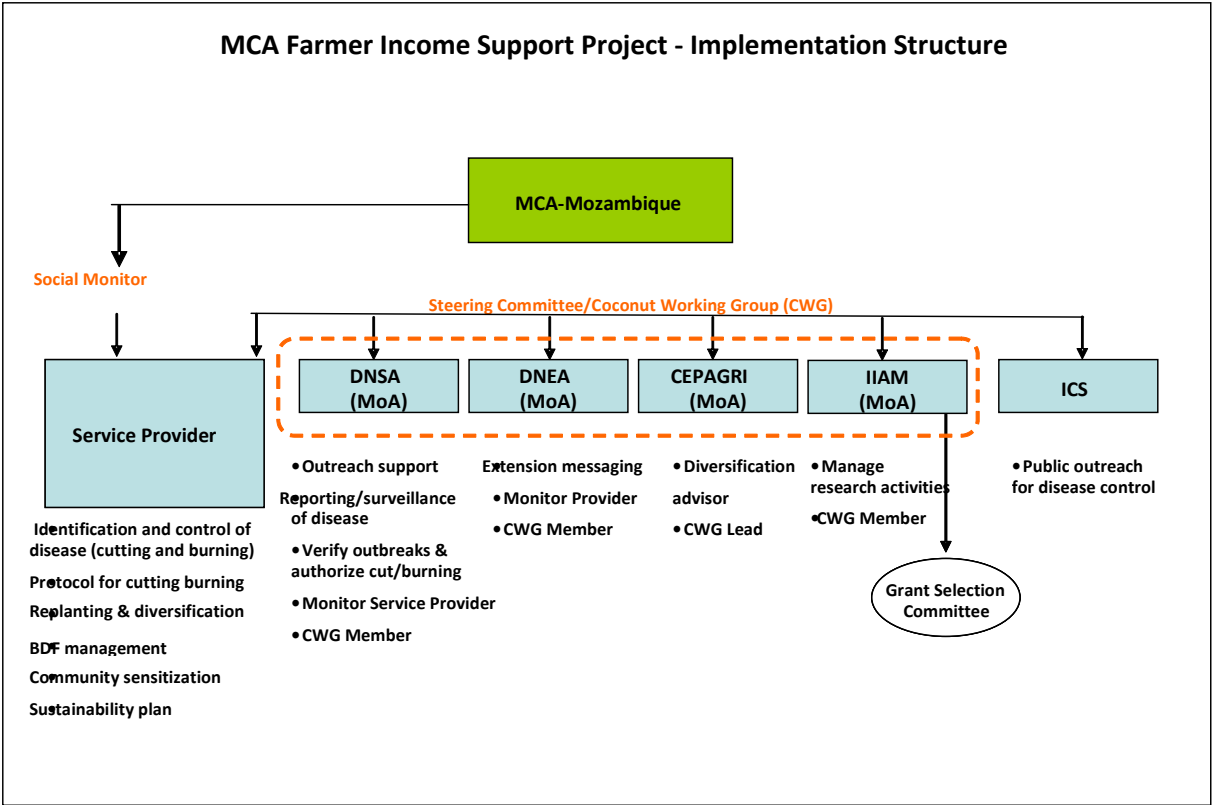 MCA Farmer Income Support Project - Implementation Structure
MCA-Mozambique
Social Monitor
Steering Committee/Coconut Working Group (CWG)
Service Provider
DNSA
(MoA)
DNEA
(MoA)
CEPAGRI
(MoA)
IIAM
(MoA)
ICS
•Identification and control of
disease (cutting and burning)
•Protocol for cutting burning
•Replanting & diversification
•BDF management
•Community sensitization
•Sustainability plan
•Outreach support
•Reporting/surveillance
of disease
•Verify outbreaks &
authorize cut/burning
•Monitor Service Provider
•CWG Member
•Extension messaging
•Monitor Provider
•CWG Member
•Diversification
advisor
•CWG Lead
•Manage
research activities
•CWG Member
•Public outreach
for disease control
Grant Selection
Committee